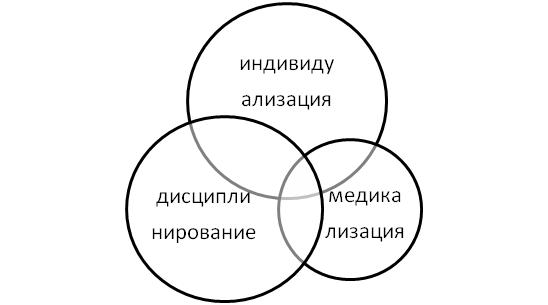 индивиду
ализация
дисципли
нирование
медика
лизация